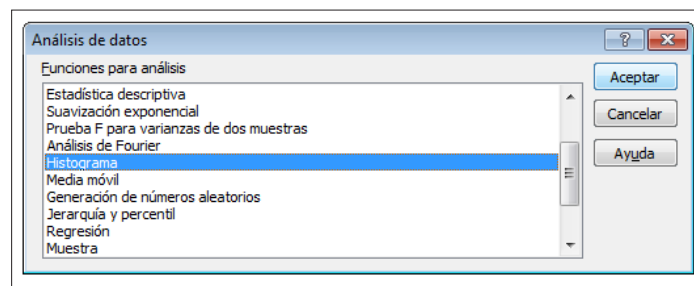 Análisis de datos
Funciones para análisis
Estadística descriptiva
Suavización exponencial
Prueba F para varianzas de dos muestras
Análisis de Fourier
Histograma
Media móvil
Generación de números aleatorios
Jerarquía y percentil
Regresión
Muestra
Aceptar
Cancelar
Ayuda